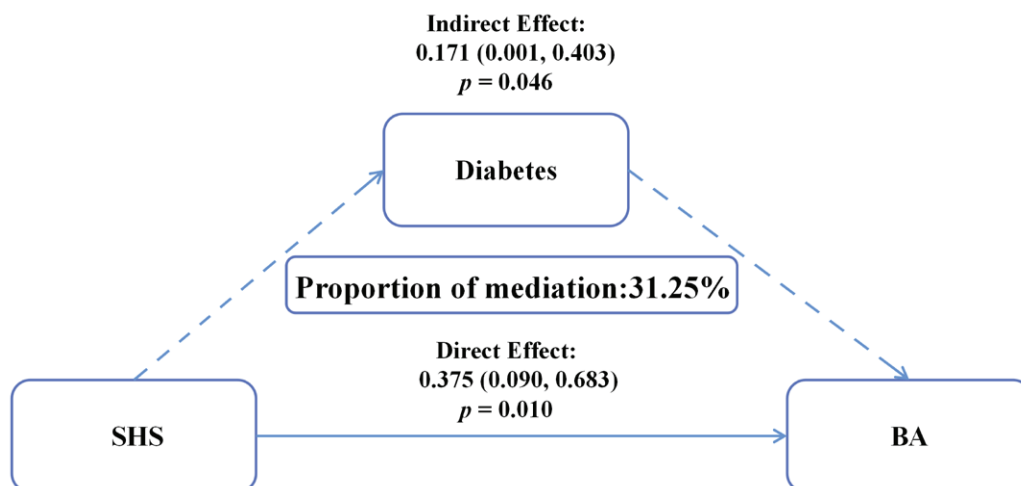 Indirect Effect:
0.171 (0.001, 0.403)
p = 0.046
Diabetes
Proportion of mediation:31.25%
Direct Effect:
0.375 (0.090, 0.683)
p = 0.010
SHS
BA